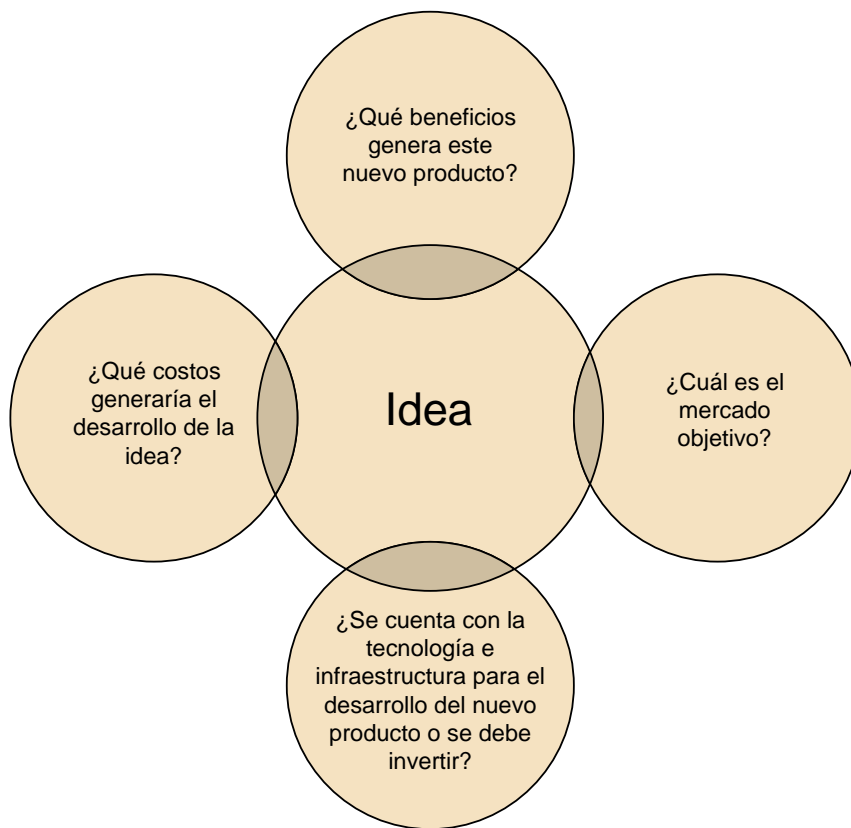 ¿Qué beneficios
genera este
nuevo producto?
¿Qué costos
generaría el
desarrollo de la
idea?
Idea
¿Cuál es el
mercado
objetivo?
¿Se cuenta con la
tecnología e
infraestructura para el
desarrollo del nuevo
producto o se debe
invertir?